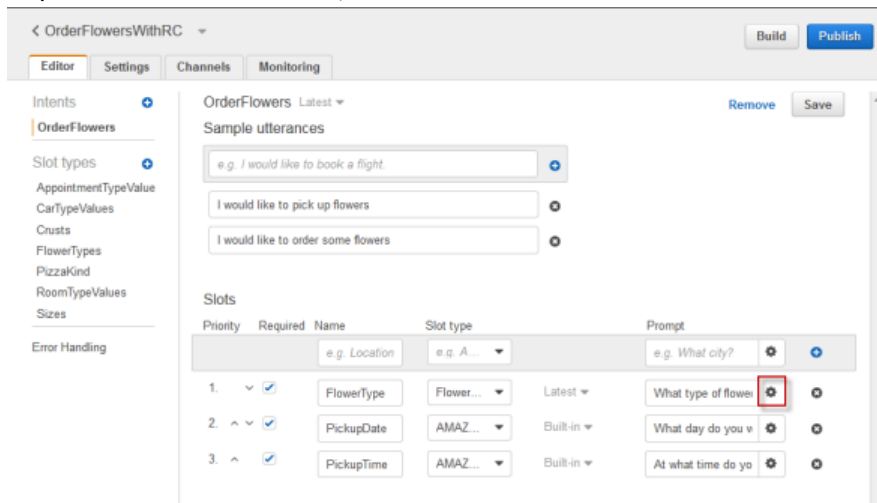 < OrderFlowersWithRC
Build Publish
Editor Settings Channels Monitoring
Intents
OrderFlowers Latest
Remove Save
OrderFlowers
Sample utterances
Slot types
e.g. I would like to book a flight.
AppointmentTypeValue
CarTypeValues
I would like to pick up flowers
Crusts
I would like to order some flowers
FlowerTypes
PizzaKind
RoomTypeValues
Slots
Sizes
Priority Required Name Slot type Prompt
Error Handling
e.g. Location e.g. A... e.g. What city?
1. FlowerType Flower... Latest What type of flowe
2. PickupDate AMAZ... Built-in What day do you w
3. PickupTime AMAZ... Built-in At what time do yo